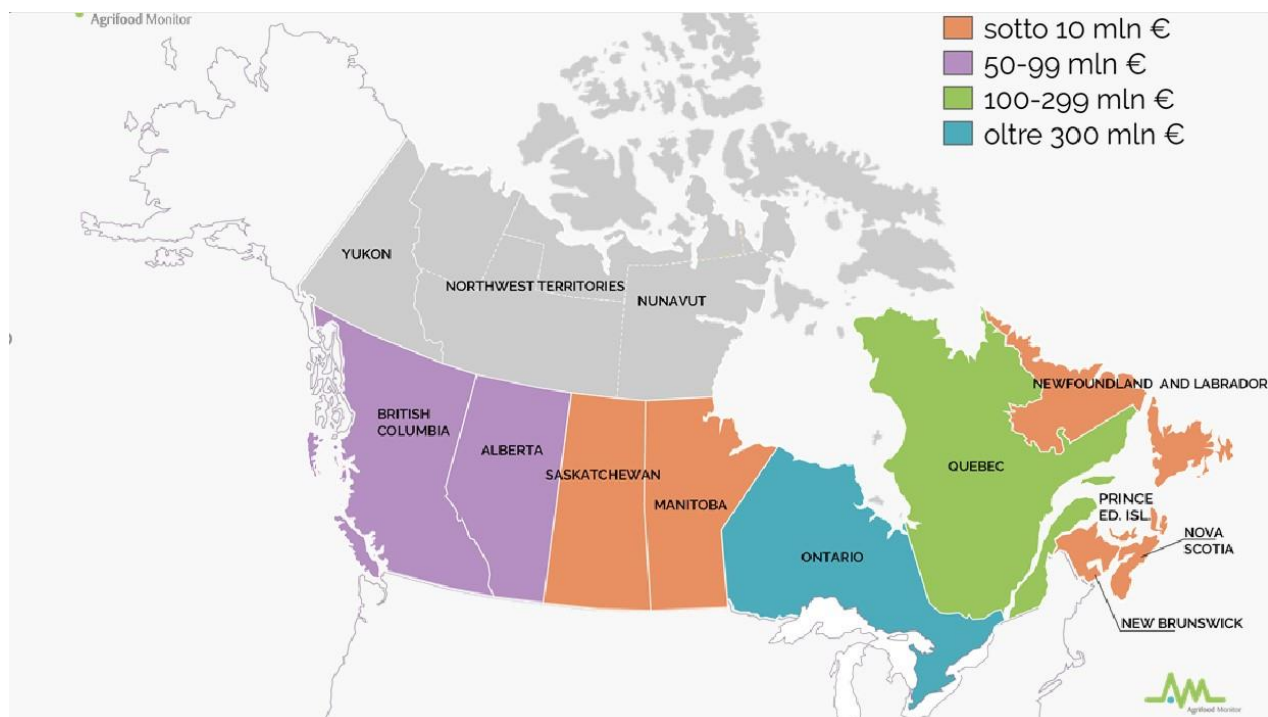 Agrifood Monitor
sotto 10 mln €
50-99 mln €
100-299 mln €
oltre 300 mln €
YUKON
NORTHWEST TERRITORIES
NUNAVUT
BRITISH
COLUMBIA
ALBERTA
SASKATCHEWAN
MANITOBA
ONTARIO
QUEBEC
NEWFOUNDLAND AND LABRADOR
PRINCE
ED. ISL.
NOVA
SCOTIA
NEW BRUNSWICK
AM
Agrifood Monitor